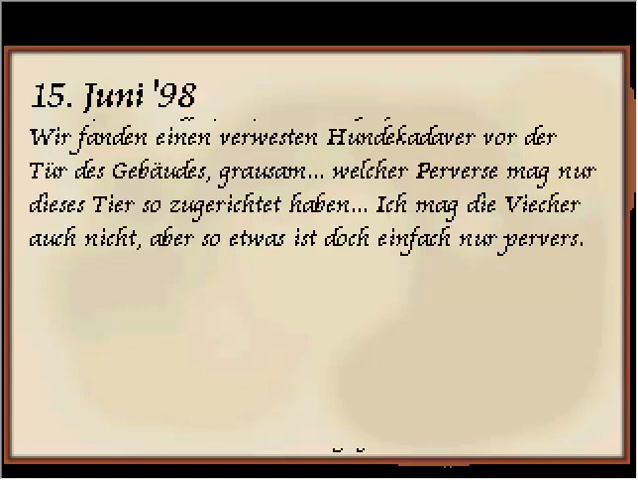 15. Juni '98
Wir fanden einen verwesten Hundekadaver vor der
Tür des Gebäudes, grausam... welcher Perverse mag nur
dieses Tier so zugerichtet haben... Ich mag die Viecher
auch nicht, aber so etwas ist doch einfach nur pervers.